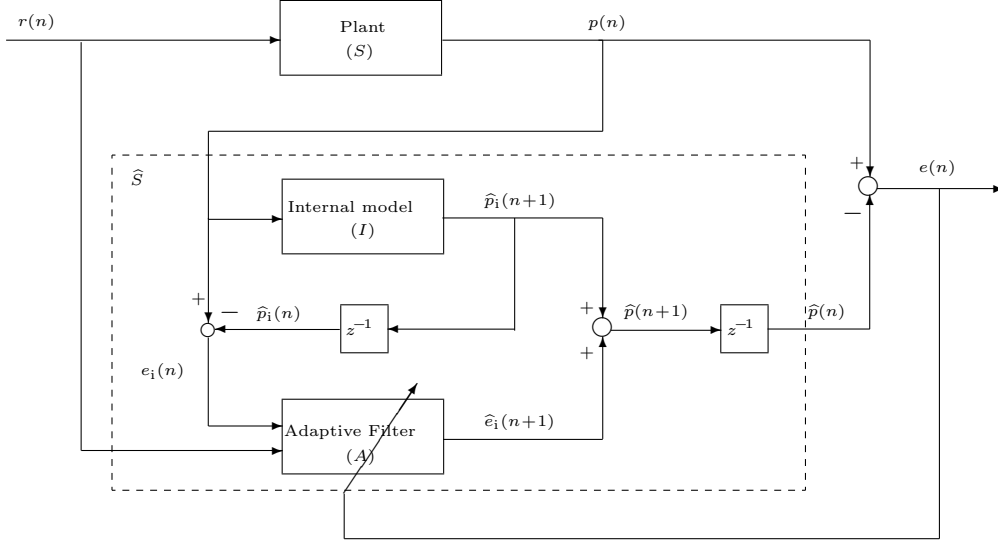 r(n)
Plant
(S)
p(n)
e(n)
+
−
Ŝ
Internal model
(I)
p̂ᵢ(n+1)
+
−
p̂ᵢ(n)
z⁻¹
+
+
p̂(n+1)
z⁻¹
p̂(n)
eᵢ(n)
Adaptive Filter
(A)
êᵢ(n+1)